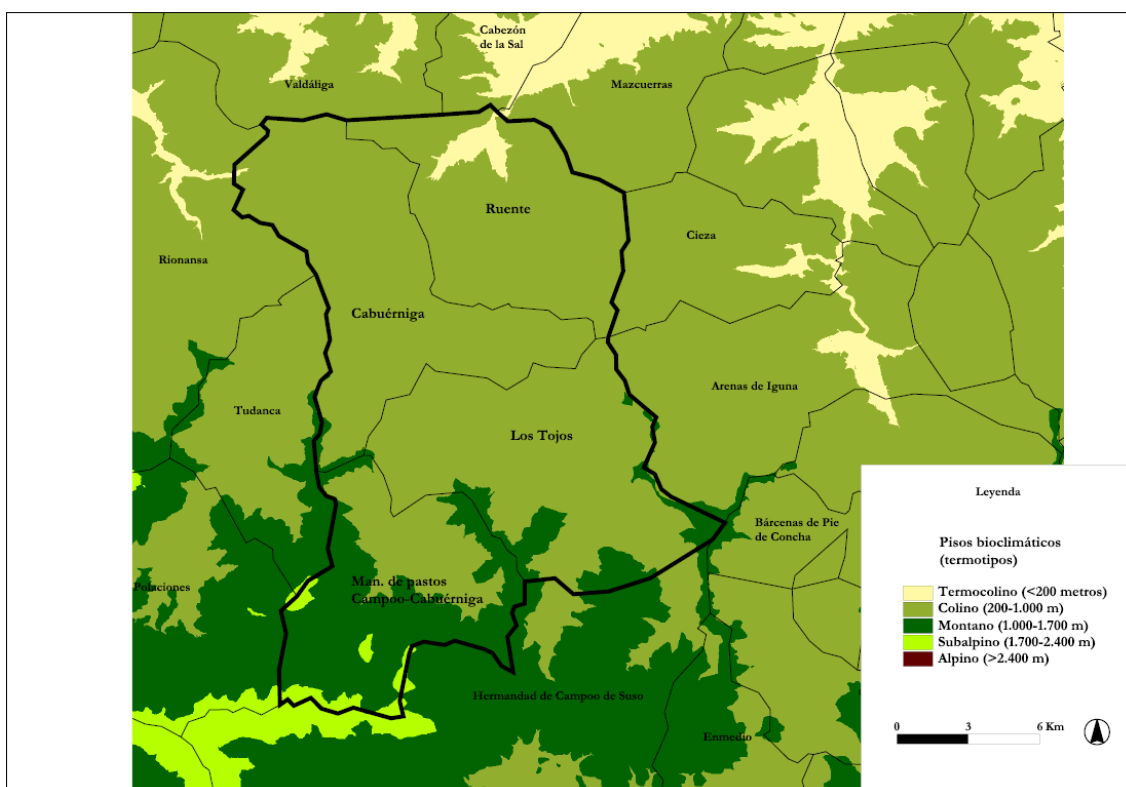 Cabezón
de la Sal
Valdáliga
Mazcuerras
Ruente
Cieza
Rionansa
Cabuérniga
Arenas de Iguna
Tudanca
Los Tojos
Leyenda
Bárcenas de Pie
de Concha
Pisos bioclimáticos
(termotipos)
Polaciones
Man. de pastos
Campoo-Cabuérniga
Termocolino (<200 metros)
Colino (200-1.000 m)
Montano (1.000-1.700 m)
Subalpino (1.700-2.400 m)
Alpino (>2.400 m)
Hermandad de Campoo de Suso
Enmedio
0 3 6 Km